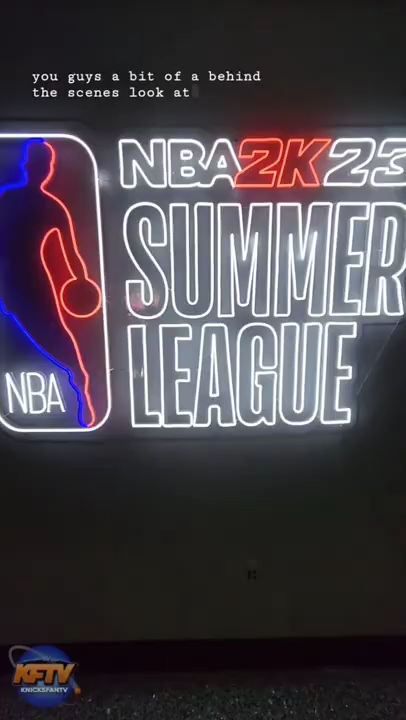 you guys a bit of a behind
the scenes look at
NBA2K23
SUMMER
LEAGUE
NBA
KFTV
KNICKSFANTV